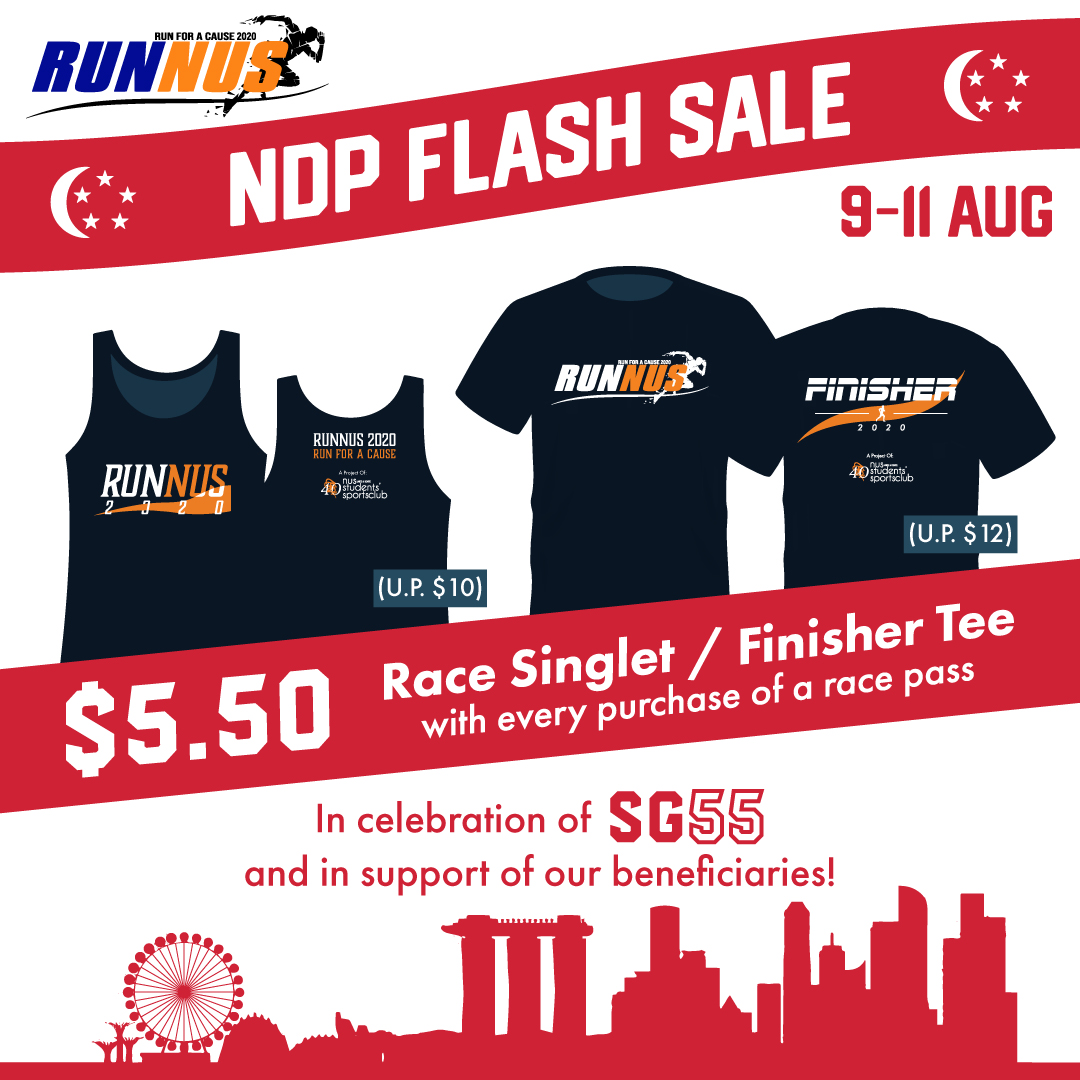 RUN FOR A CAUSE 2020
RUNNUS
NDP FLASH SALE
9-11 AUG
RUNNUS
2020
RUNNUS 2020
RUN FOR A CAUSE
A Project Of:
40 nus
students'
sportsclub
(U.P. $10)
RUN FOR A CAUSE 2020
RUNNUS
FINISHER
2020
A Project Of:
40 nus
students'
sportsclub
(U.P. $12)
$5.50
Race Singlet / Finisher Tee
with every purchase of a race pass
In celebration of SG55
and in support of our beneficiaries!